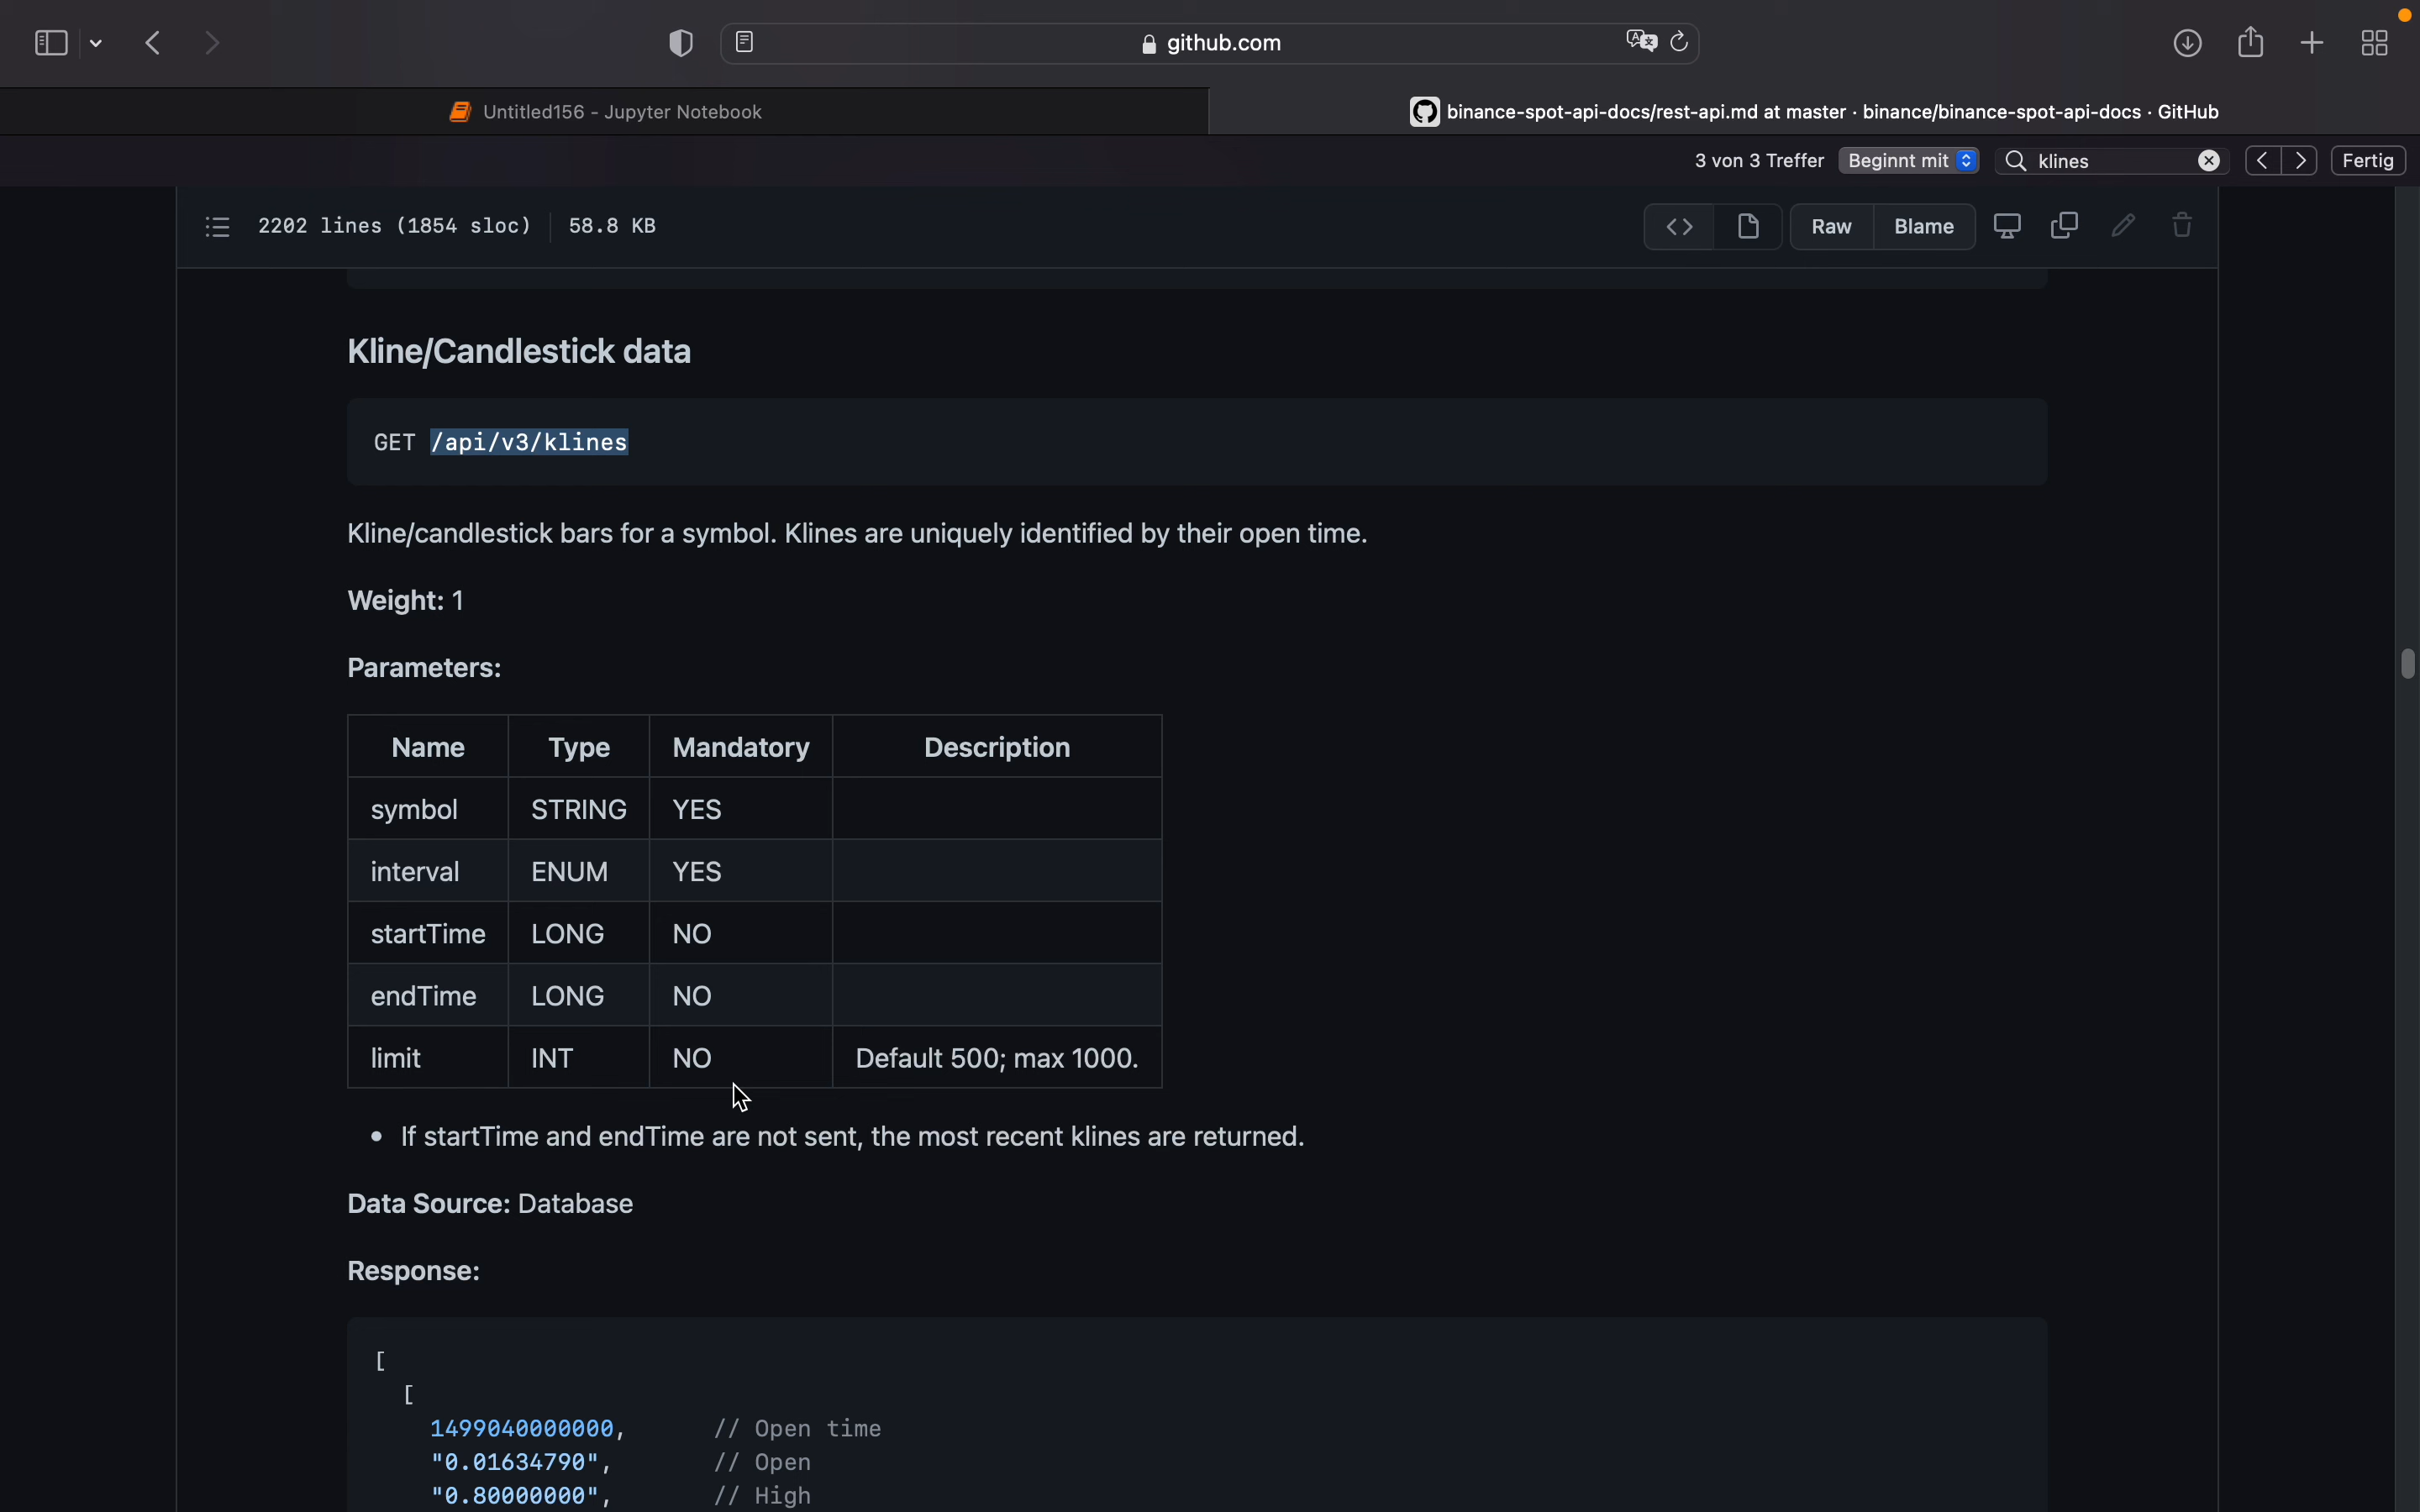 github.com
Untitled156 - Jupyter Notebook
binance-spot-api-docs/rest-api.md at master · binance/binance-spot-api-docs · GitHub
3 von 3 Treffer Beginnt mit klines Fertig
2202 lines (1854 sloc) 58.8 KB Raw Blame
Kline/Candlestick data
GET /api/v3/klines
Kline/candlestick bars for a symbol. Klines are uniquely identified by their open time.
Weight: 1
Parameters:
Name Type Mandatory Description
symbol STRING YES
interval ENUM YES
startTime LONG NO
endTime LONG NO
limit INT NO Default 500; max 1000.
• If startTime and endTime are not sent, the most recent klines are returned.
Data Source: Database
Response:
[
[
1499040000000, // Open time
"0.01634790", // Open
"0.80000000", // High